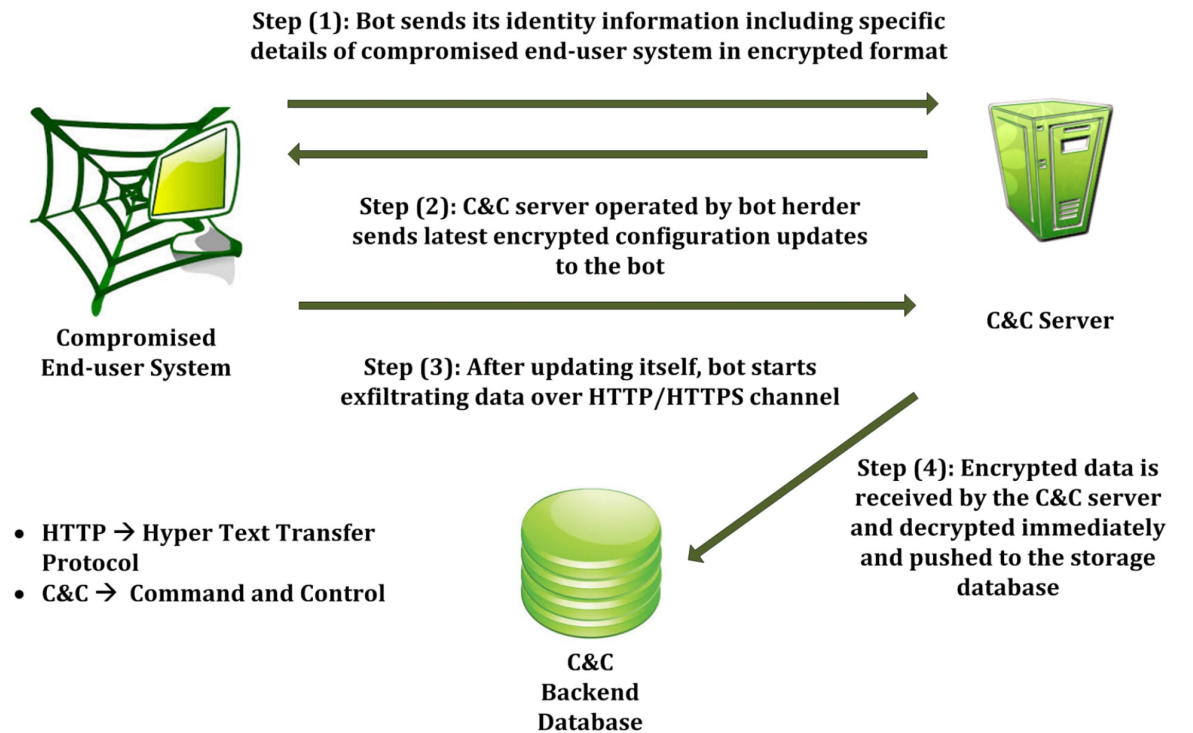 Step (1): Bot sends its identity information including specific
details of compromised end-user system in encrypted format
Step (2): C&C server operated by bot herder
sends latest encrypted configuration updates
to the bot
Compromised
End-user System
C&C Server
Step (3): After updating itself, bot starts
exfiltrating data over HTTP/HTTPS channel
Step (4): Encrypted data is
received by the C&C server
and decrypted immediately
and pushed to the storage
database
• HTTP → Hyper Text Transfer
Protocol
• C&C → Command and Control
C&C
Backend
Database